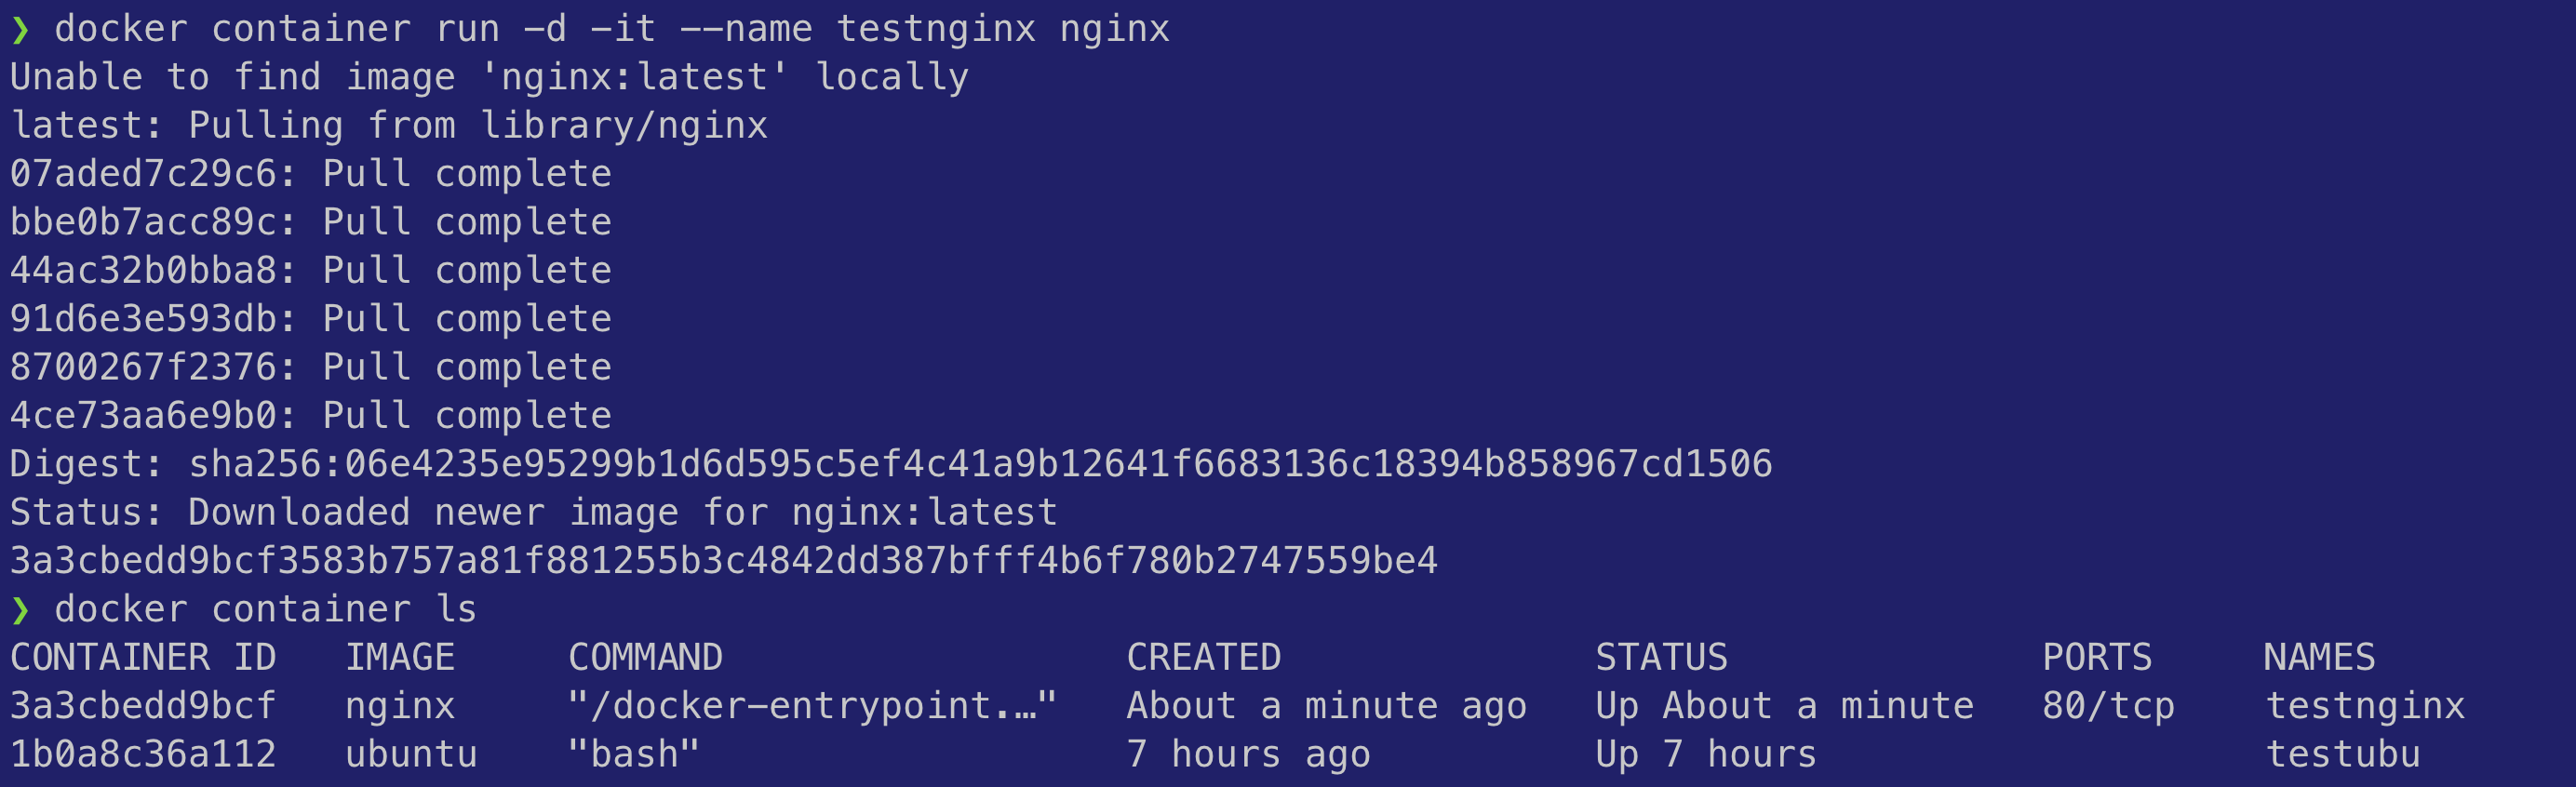 ❯ docker container run -d -it --name testnginx nginx
Unable to find image 'nginx:latest' locally
latest: Pulling from library/nginx
07aded7c29c6: Pull complete
bbe0b7acc89c: Pull complete
44ac32b0bba8: Pull complete
91d6e3e593db: Pull complete
8700267f2376: Pull complete
4ce73aa6e9b0: Pull complete
Digest: sha256:06e4235e95299b1d6d595c5ef4c41a9b12641f6683136c18394b858967cd1506
Status: Downloaded newer image for nginx:latest
3a3cbedd9bcf3583b757a81f881255b3c4842dd387bfff4b6f780b2747559be4
❯ docker container ls
CONTAINER ID   IMAGE     COMMAND                  CREATED              STATUS              PORTS     NAMES
3a3cbedd9bcf   nginx     "/docker-entrypoint.…"   About a minute ago   Up About a minute   80/tcp    testnginx
1b0a8c36a112   ubuntu    "bash"                   7 hours ago          Up 7 hours                    testubu